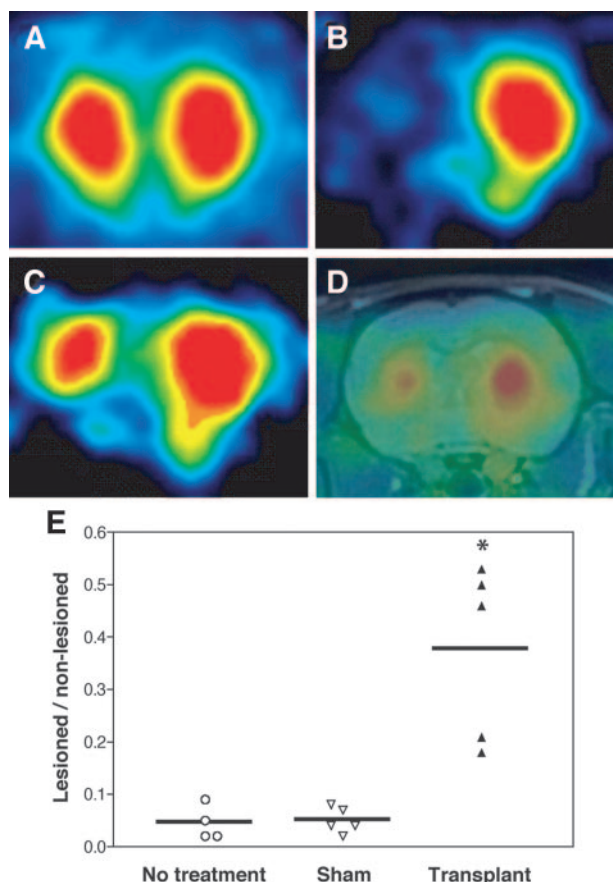 A
B
C
D
E
0.6
*
0.5
0.4
0.3
0.2
0.1
0.0
Lesioned / non-lesioned
No treatment Sham Transplant